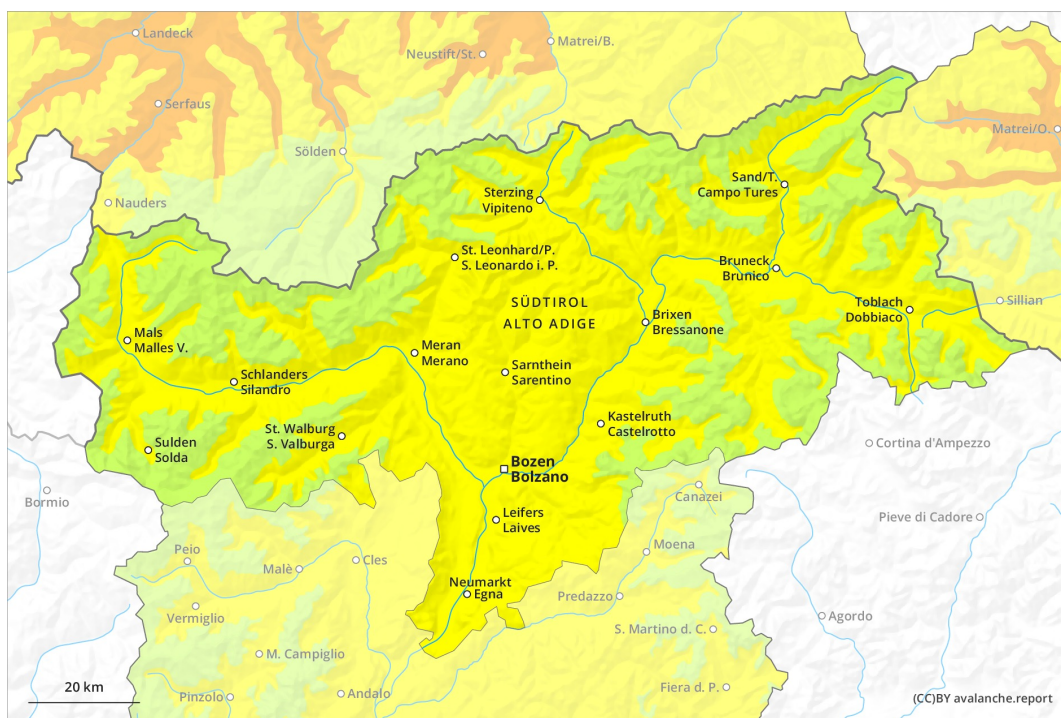 Landeck
Matrei/B.
Neustift/St.
Serfaus
Matrei/O.
Sölden
Sand/T.
Campo Tures
Sterzing
Vipiteno
Nauders
St. Leonhard/P.
S. Leonardo i. P.
Bruneck
Brunico
SÜDTIROL
ALTO ADIGE
Toblach
Dobbiaco
Sillian
Brixen
Bressanone
Mals
Malles V.
Meran
Merano
Sarnthein
Sarentino
Schlanders
Silandro
Kastelruth
Castelrotto
St. Walburg
S. Valburga
Sulden
Solda
Cortina d'Ampezzo
Bozen
Bolzano
Bormio
Canazei
Leifers
Laives
Pieve di Cadore
Moena
Peio
Cles
Malè
Neumarkt
Egna
Predazzo
Vermiglio
Agordo
S. Martino d. C.
M. Campiglio
20 km
Pinzolo
Andalo
Fiera d. P.
(CC)BY avalanche.report